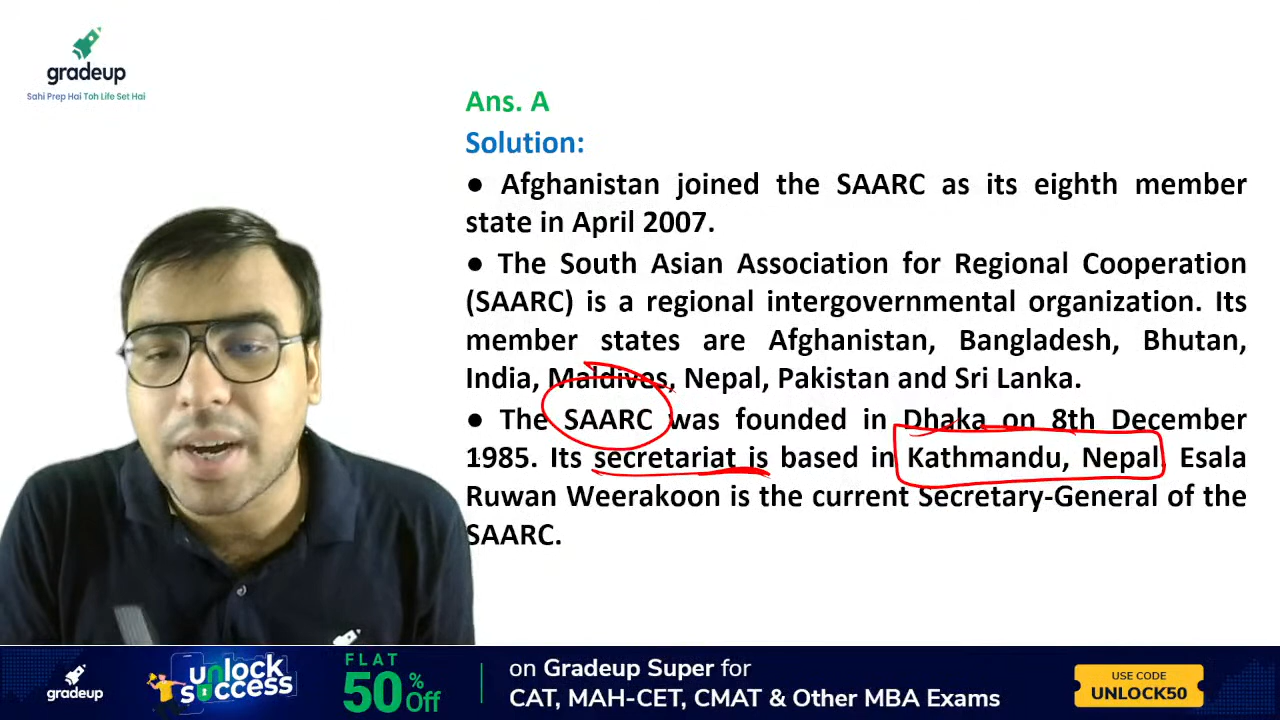 gradeup
Sahi Prep Hai Toh Life Set Hai
Ans. A
Solution:
● Afghanistan joined the SAARC as its eighth member
state in April 2007.
● The South Asian Association for Regional Cooperation
(SAARC) is a regional intergovernmental organization. Its
member states are Afghanistan, Bangladesh, Bhutan,
India, Maldives, Nepal, Pakistan and Sri Lanka.
● The SAARC was founded in Dhaka on 8th December
1985. Its secretariat is based in Kathmandu, Nepal. Esala
Ruwan Weerakoon is the current Secretary-General of the
SAARC.
gradeup
unlock
success
FLAT
50% Off
on Gradeup Super for
CAT, MAH-CET, CMAT & Other MBA Exams
USE CODE
UNLOCK50